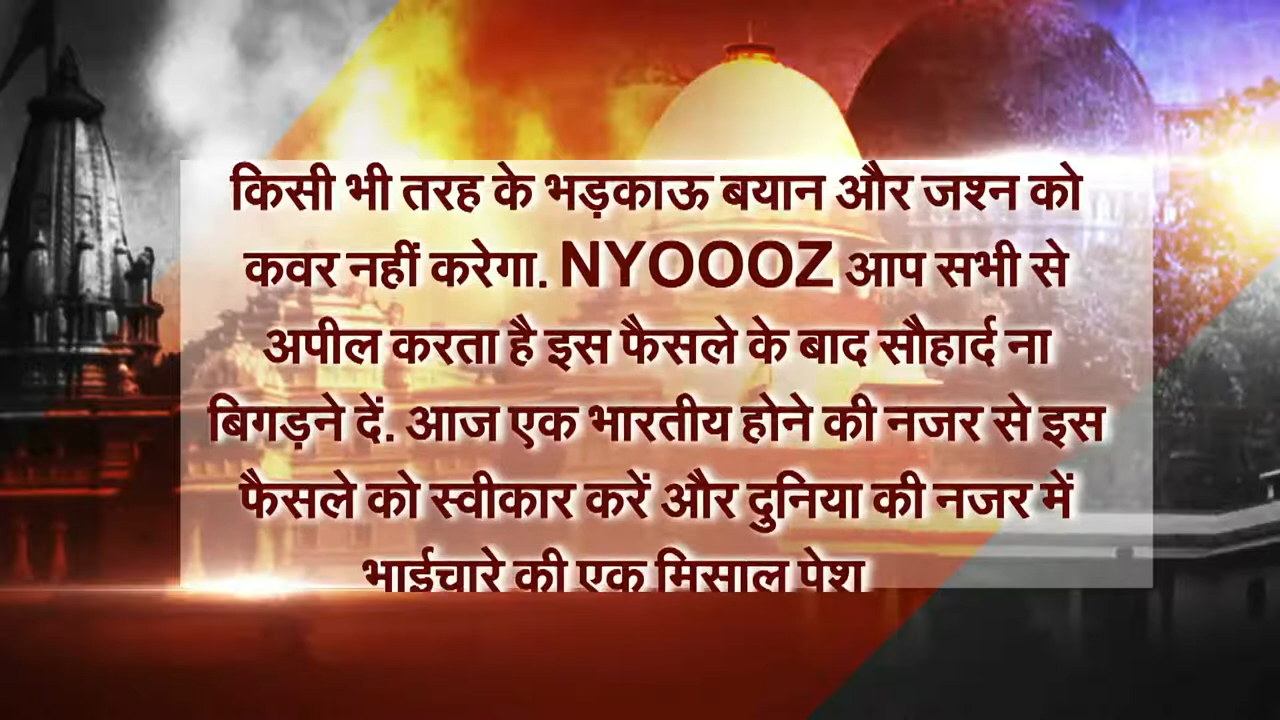 किसी भी तरह के भड़काऊ बयान और जश्न को
कवर नहीं करेगा. NYOOOZ आप सभी से
अपील करता है इस फैसले के बाद सौहार्द ना
बिगड़ने दें. आज एक भारतीय होने की नजर से इस
फैसले को स्वीकार करें और दुनिया की नजर में
भाईचारे की एक मिसाल पेश